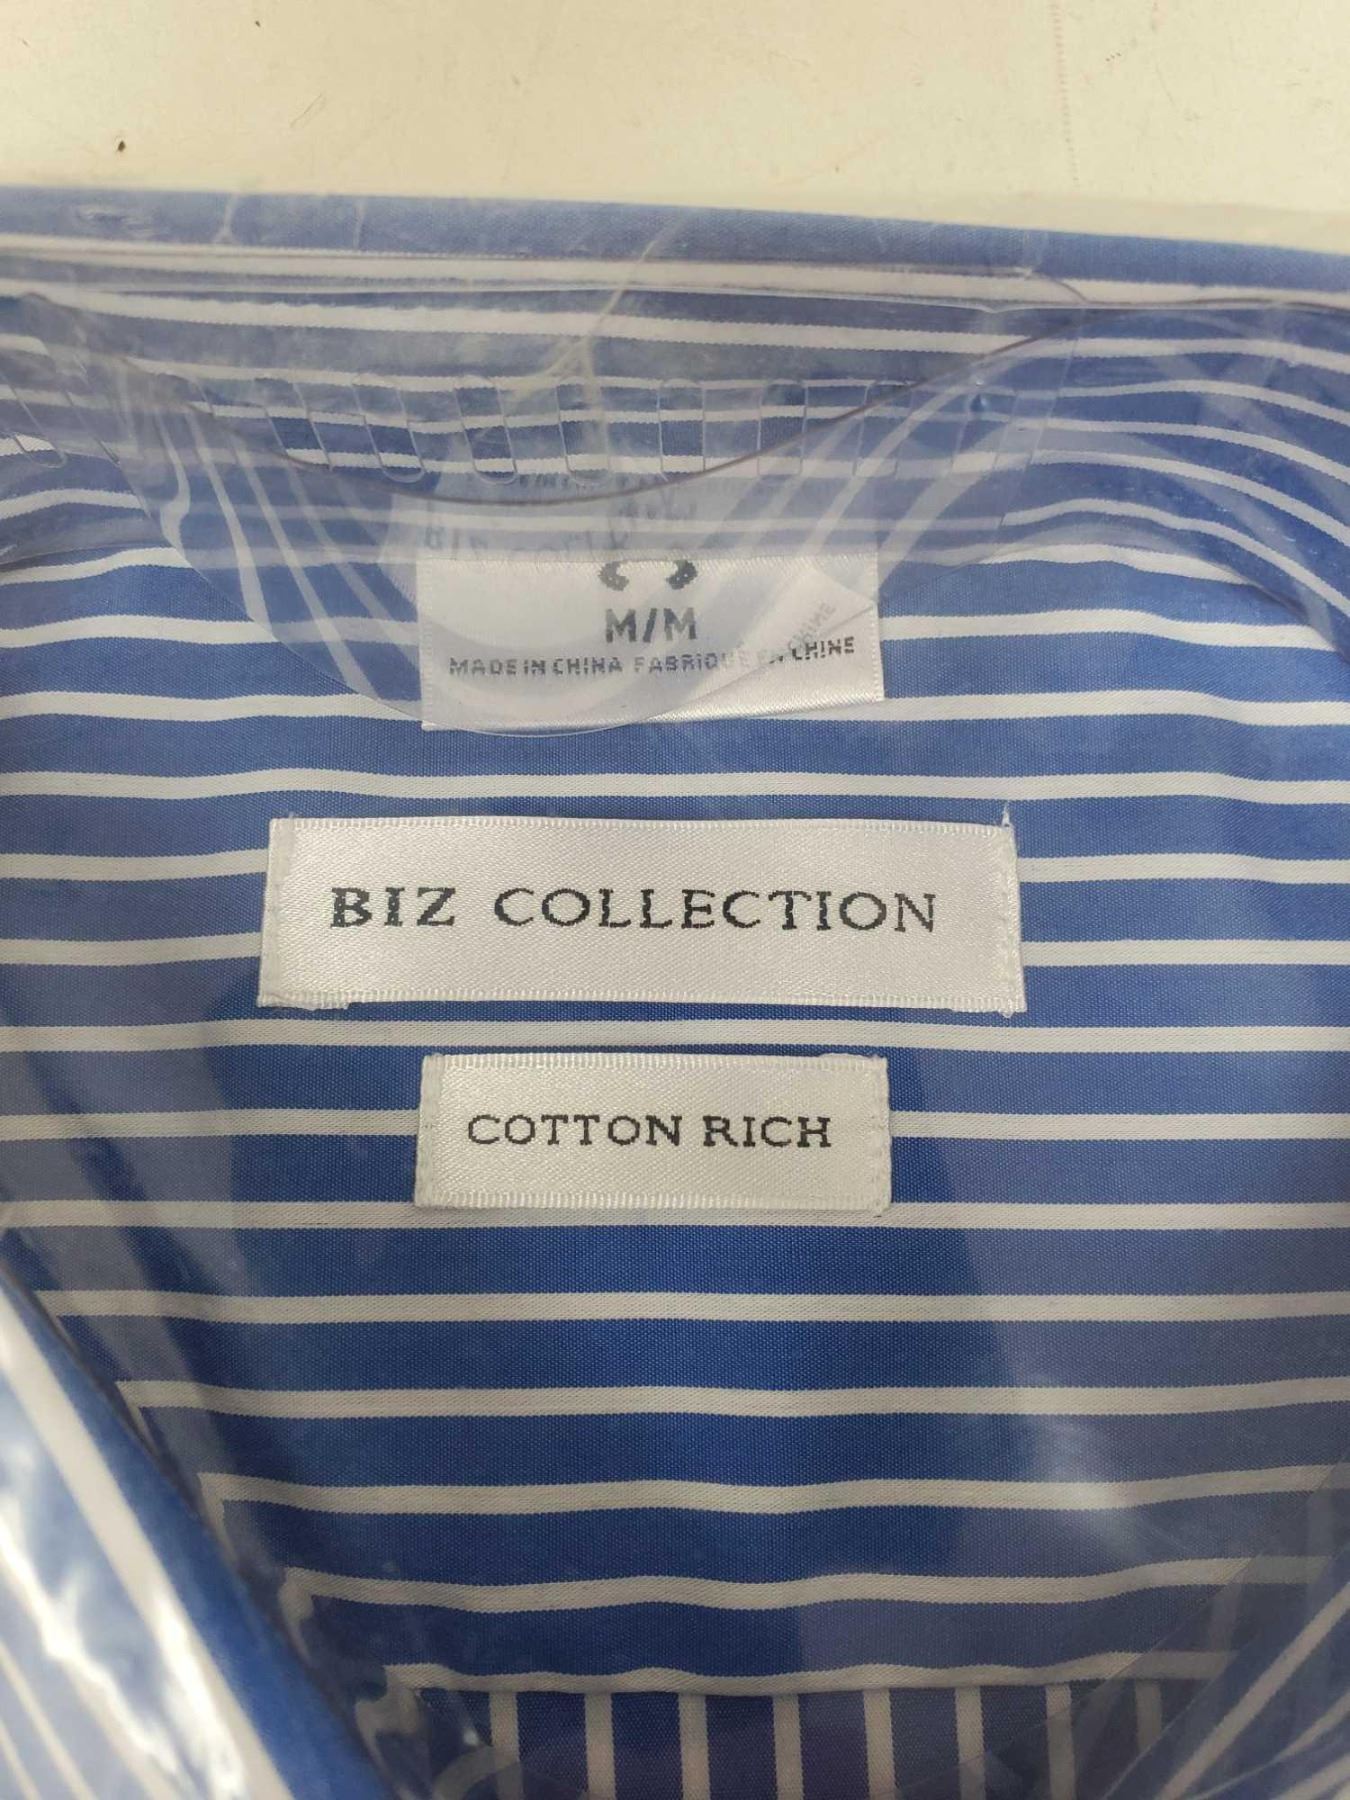 M/M
MADE IN CHINA FABRIQUE EN CHINE
BIZ COLLECTION
COTTON RICH